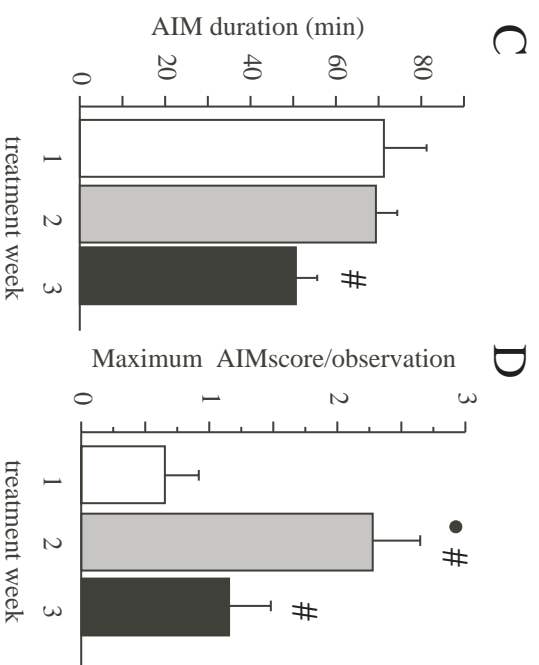 C
AIM duration (min)
0 20 40 60 80
1 2 3
treatment week
#
D
Maximum AIMscore/observation
0 1 2 3
1 2 3
treatment week
● #
#